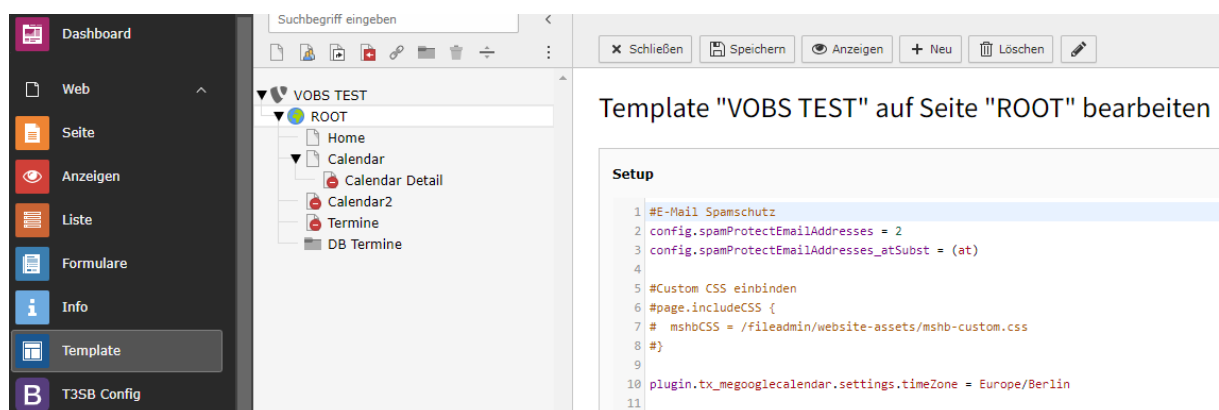 Dashboard
Web
Seite
Anzeigen
Liste
Formulare
Info
Template
B T3SB Config
Suchbegriff eingeben
VOBS TEST
ROOT
Home
Calendar
Calendar Detail
Calendar2
Termine
DB Termine
Schließen Speichern Anzeigen Neu Löschen
Template "VOBS TEST" auf Seite "ROOT" bearbeiten
Setup
1 #E-Mail Spamschutz
2 config.spamProtectEmailAddresses = 2
3 config.spamProtectEmailAddresses_atSubst = (at)
4
5 #Custom CSS einbinden
6 #page.includeCSS {
7 #  mshbCSS = /fileadmin/website-assets/mshb-custom.css
8 #}
9
10 plugin.tx_megooglecalendar.settings.timeZone = Europe/Berlin
11